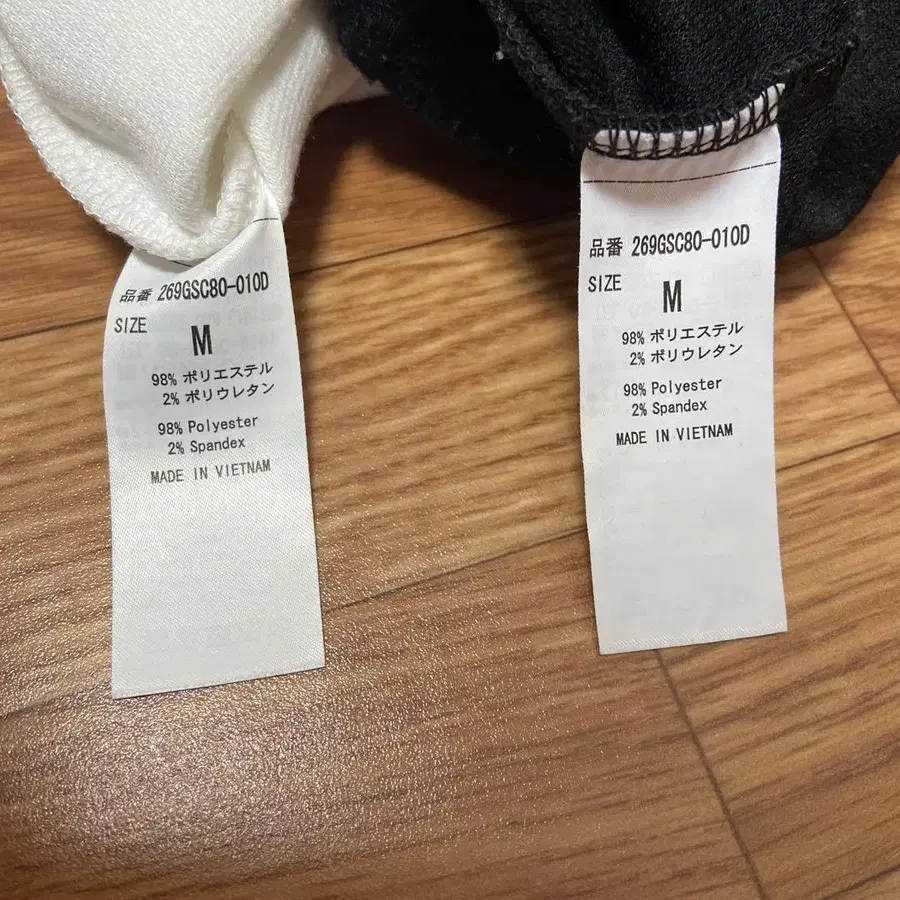 品番 269GSC80-010D
SIZE
M
98% ポリエステル
2% ポリウレタン
98% Polyester
2% Spandex
MADE IN VIETNAM
品番 269GSC80-010D
SIZE
M
98% ポリエステル
2% ポリウレタン
98% Polyester
2% Spandex
MADE IN VIETNAM